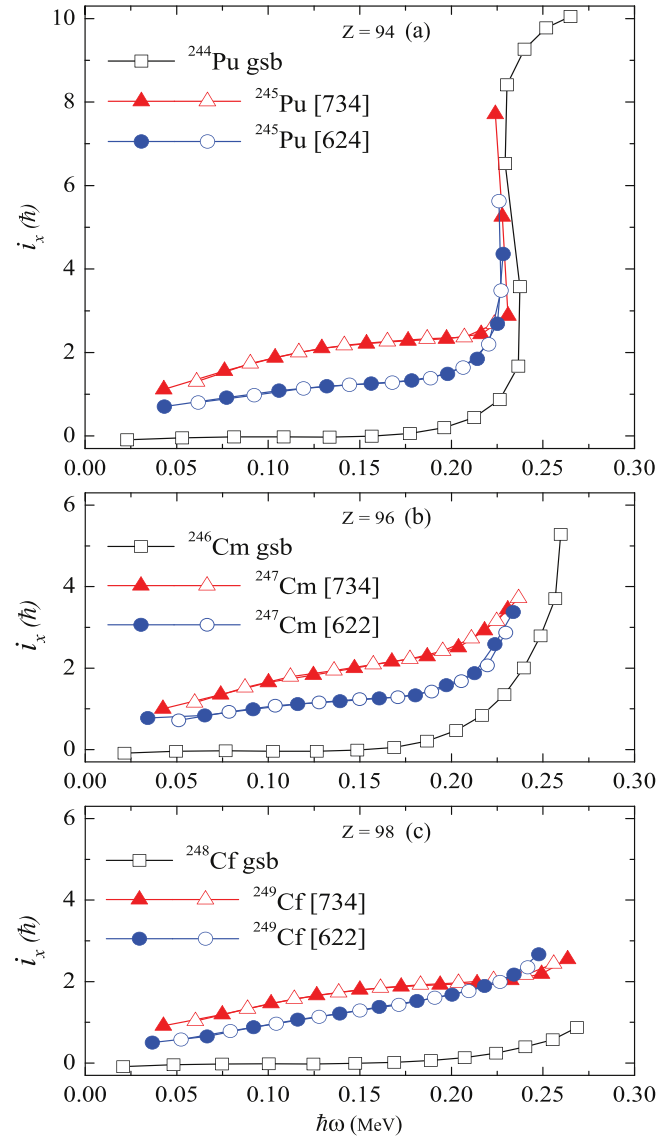 Z = 94 (a)
²⁴⁴Pu gsb
²⁴⁵Pu [734]
²⁴⁵Pu [624]
10
8
6
4
2
0
iₓ (ħ)
0.00 0.05 0.10 0.15 0.20 0.25 0.30
Z = 96 (b)
²⁴⁶Cm gsb
²⁴⁷Cm [734]
²⁴⁷Cm [622]
6
4
2
0
iₓ (ħ)
0.00 0.05 0.10 0.15 0.20 0.25 0.30
Z = 98 (c)
²⁴⁸Cf gsb
²⁴⁹Cf [734]
²⁴⁹Cf [622]
6
4
2
0
iₓ (ħ)
0.00 0.05 0.10 0.15 0.20 0.25 0.30
ħω (MeV)